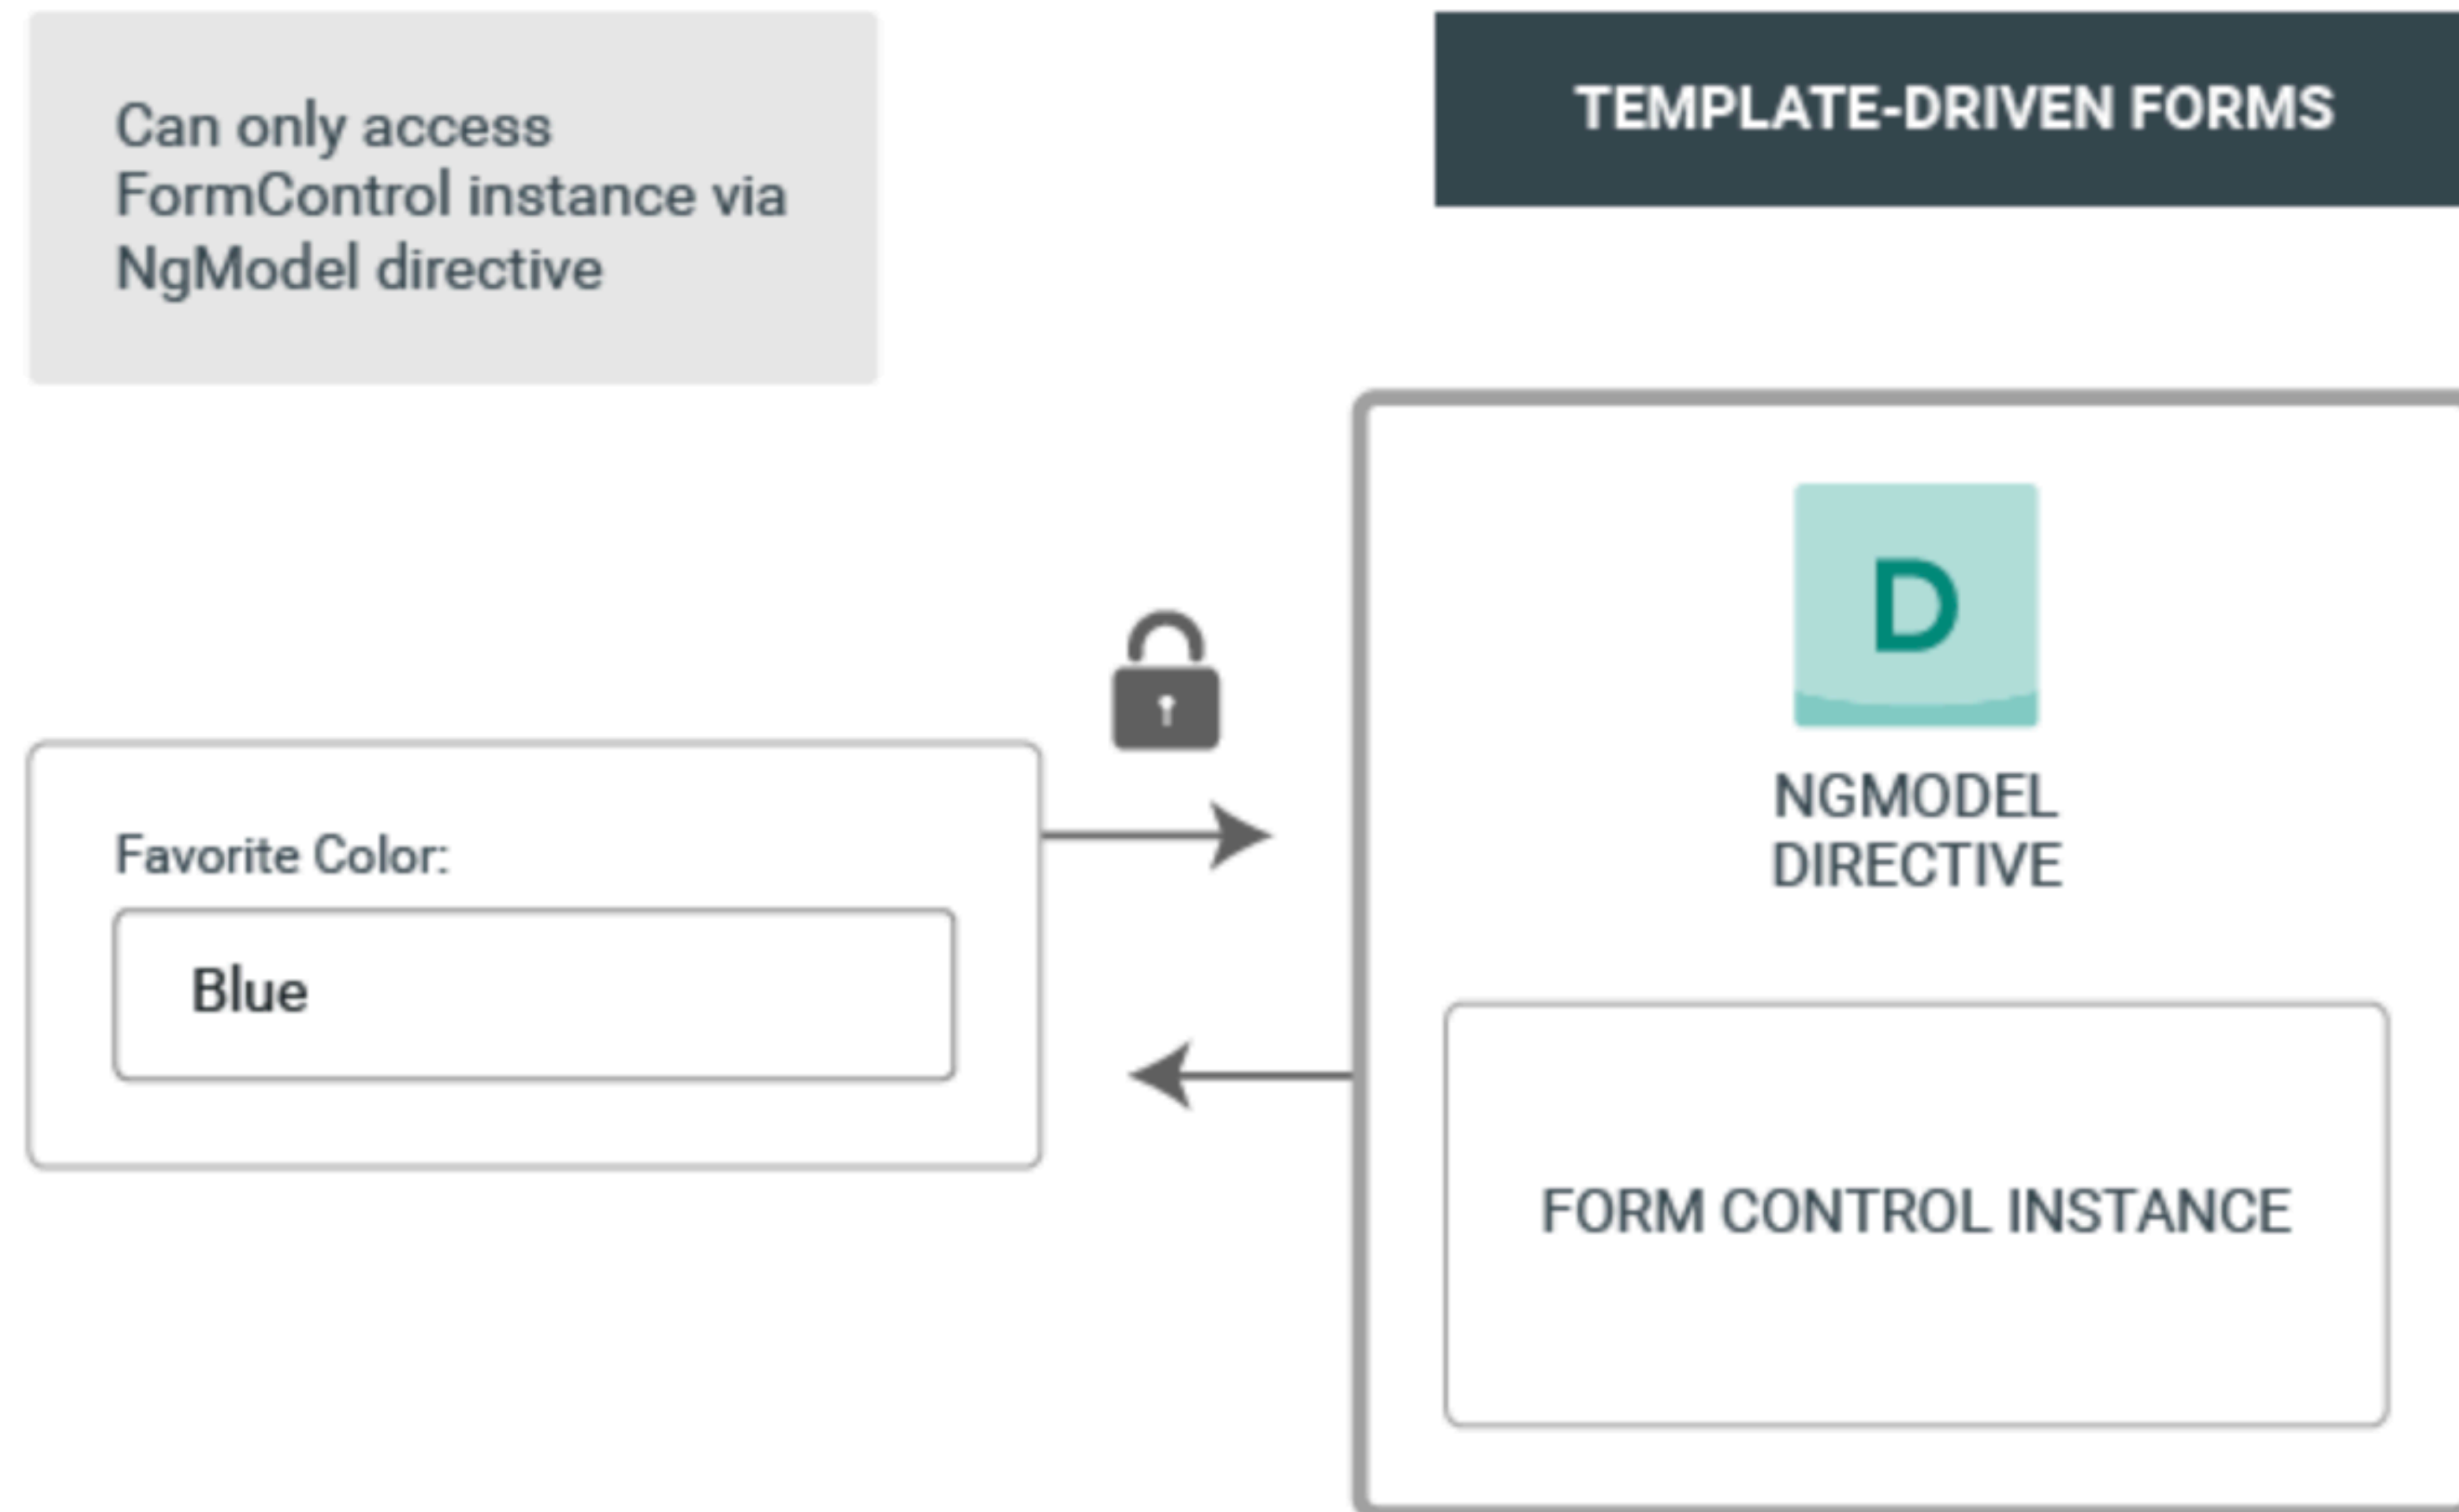 Can only access
FormControl instance via
NgModel directive
TEMPLATE-DRIVEN FORMS
D
NGMODEL
DIRECTIVE
Favorite Color:
Blue
FORM CONTROL INSTANCE